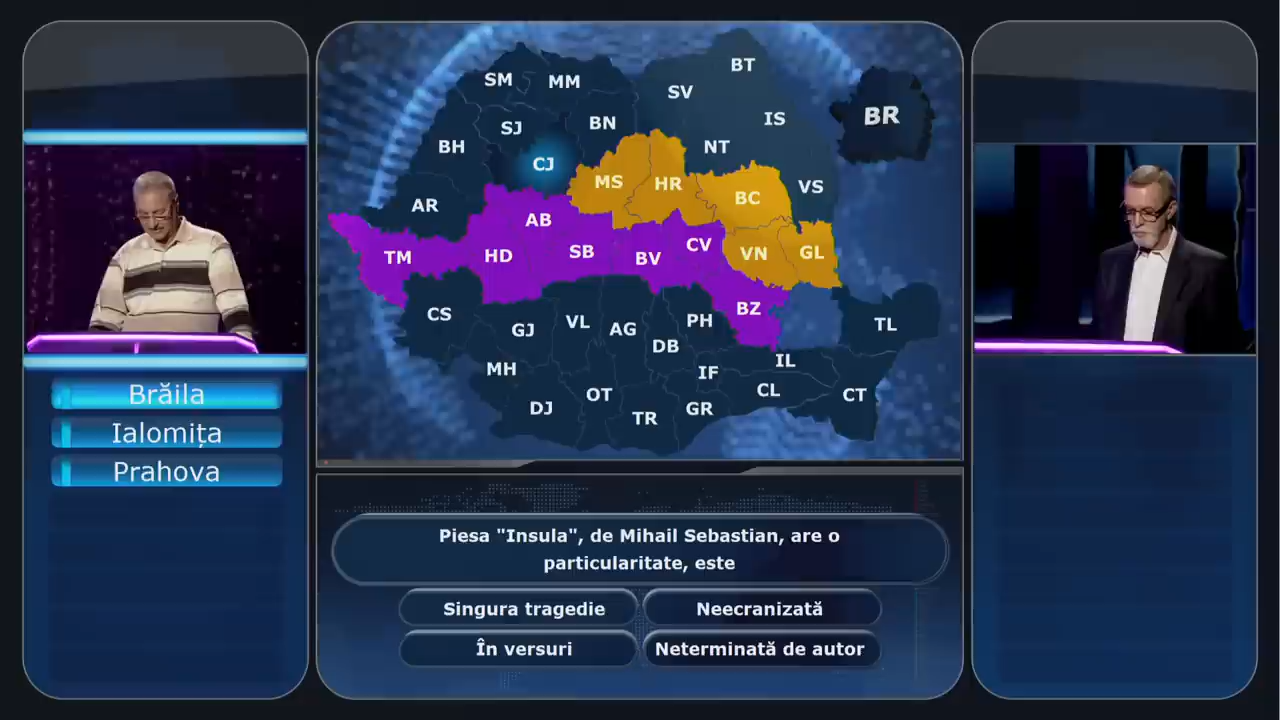 BT
SM
MM
SV
BR
IS
BN
SJ
BH
NT
CJ
MS
HR
VS
BC
AR
AB
CV
SB
VN
GL
TM
HD
BV
BZ
CS
VL
PH
TL
GJ
AG
DB
IL
MH
IF
CL
OT
CT
DJ
GR
TR
Brăila
Ialomița
Prahova
Piesa "Insula", de Mihail Sebastian, are o
particularitate, este
Singura tragedie
Neecranizată
În versuri
Neterminată de autor